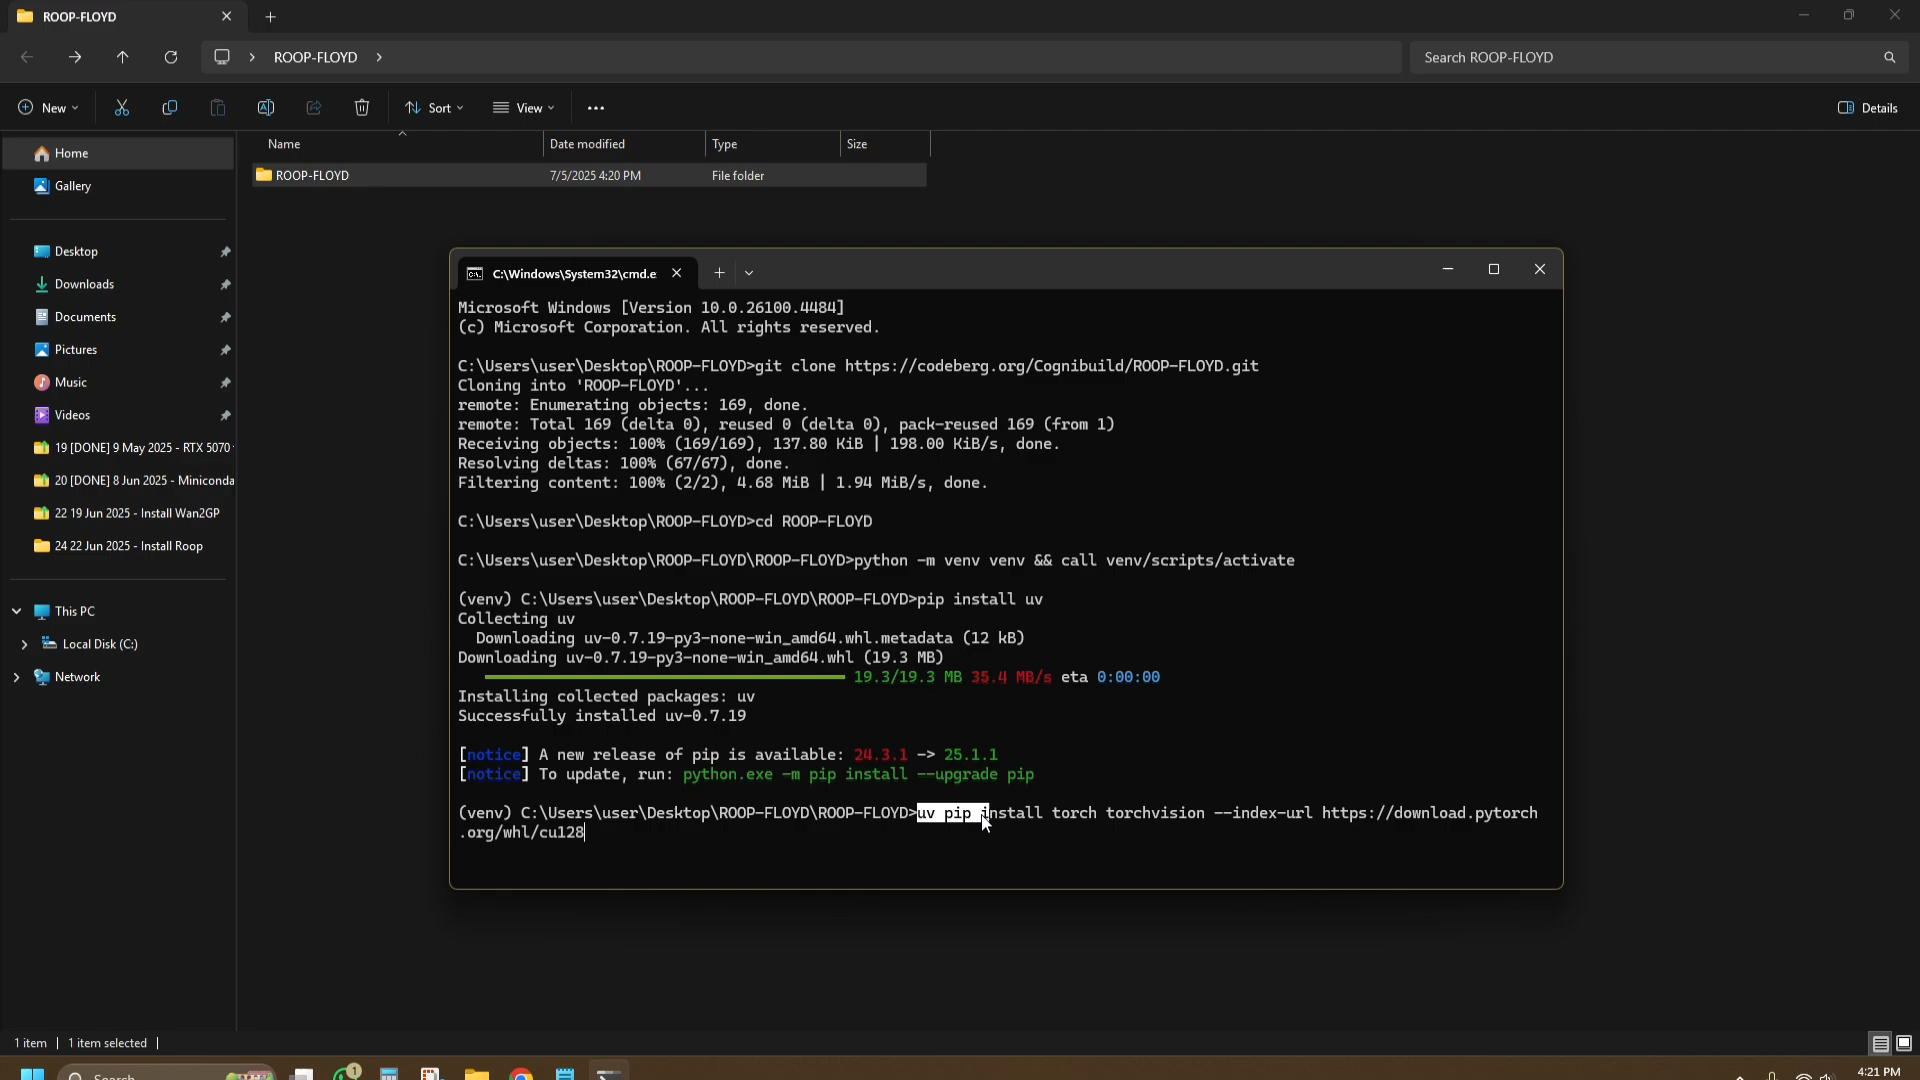 ROOP-FLOYD
ROOP-FLOYD
Search ROOP-FLOYD
New
Sort
View
Details
Name
Date modified
Type
Size
ROOP-FLOYD
7/5/2025 4:20 PM
File folder
Home
Gallery
Desktop
Downloads
Documents
Pictures
Music
Videos
19 [DONE] 9 May 2025 - RTX 5070
20 [DONE] 8 Jun 2025 - Miniconda
22 19 Jun 2025 - Install Wan2GP
24 22 Jun 2025 - Install Roop
This PC
Local Disk (C:)
Network
C:\Windows\System32\cmd.e
Microsoft Windows [Version 10.0.26100.4484]
(c) Microsoft Corporation. All rights reserved.
C:\Users\user\Desktop\ROOP-FLOYD>git clone https://codeberg.org/Cognibuild/ROOP-FLOYD.git
Cloning into 'ROOP-FLOYD'...
remote: Enumerating objects: 169, done.
remote: Total 169 (delta 0), reused 0 (delta 0), pack-reused 169 (from 1)
Receiving objects: 100% (169/169), 137.80 KiB | 198.00 KiB/s, done.
Resolving deltas: 100% (67/67), done.
Filtering content: 100% (2/2), 4.68 MiB | 1.94 MiB/s, done.
C:\Users\user\Desktop\ROOP-FLOYD>cd ROOP-FLOYD
C:\Users\user\Desktop\ROOP-FLOYD\ROOP-FLOYD>python -m venv venv && call venv/scripts/activate
(venv) C:\Users\user\Desktop\ROOP-FLOYD\ROOP-FLOYD>pip install uv
Collecting uv
Downloading uv-0.7.19-py3-none-win_amd64.whl.metadata (12 kB)
Downloading uv-0.7.19-py3-none-win_amd64.whl (19.3 MB)
19.3/19.3 MB 35.4 MB/s eta 0:00:00
Installing collected packages: uv
Successfully installed uv-0.7.19
[notice] A new release of pip is available: 24.3.1 -> 25.1.1
[notice] To update, run: python.exe -m pip install --upgrade pip
(venv) C:\Users\user\Desktop\ROOP-FLOYD\ROOP-FLOYD>uv pip install torch torchvision --index-url https://download.pytorch
.org/whl/cu128
1 item
1 item selected
Search
1
4:21 PM